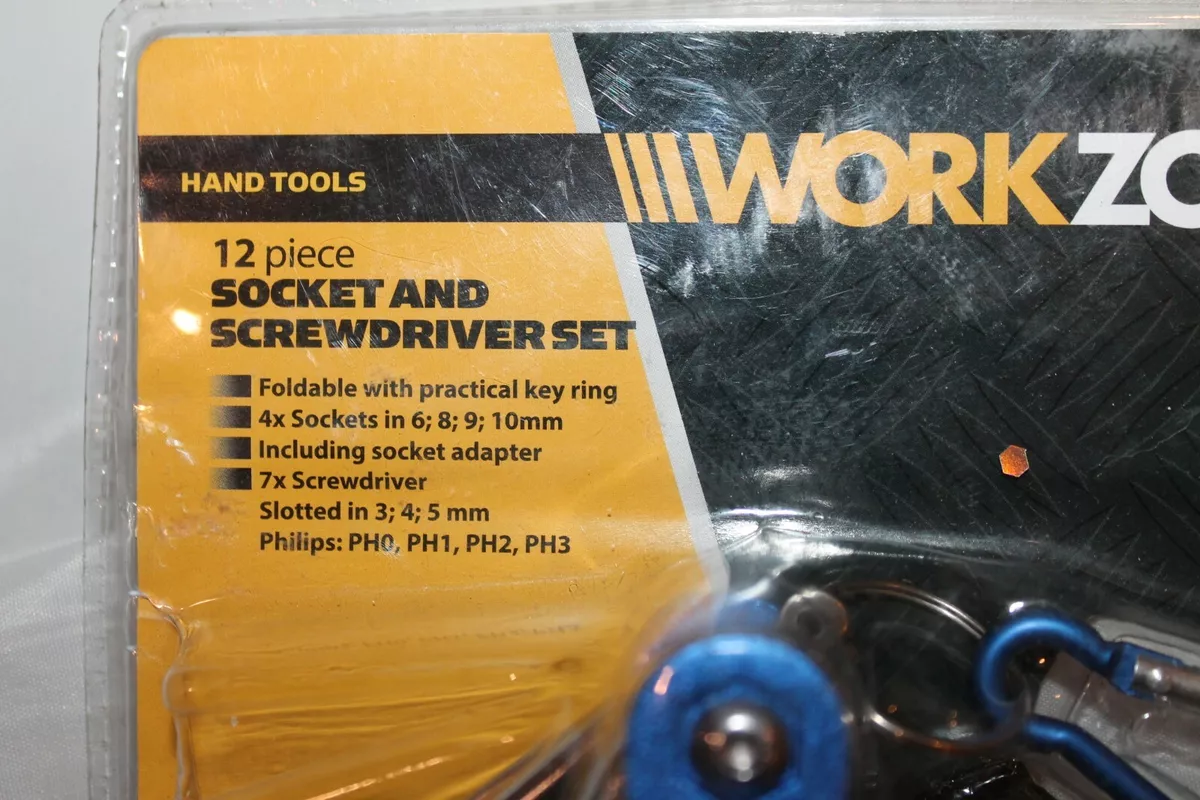 HAND TOOLS
WORKZO
12 piece
SOCKET AND
SCREWDRIVER SET
Foldable with practical key ring
4x Sockets in 6; 8; 9; 10mm
Including socket adapter
7x Screwdriver
Slotted in 3; 4; 5 mm
Philips: PH0, PH1, PH2, PH3